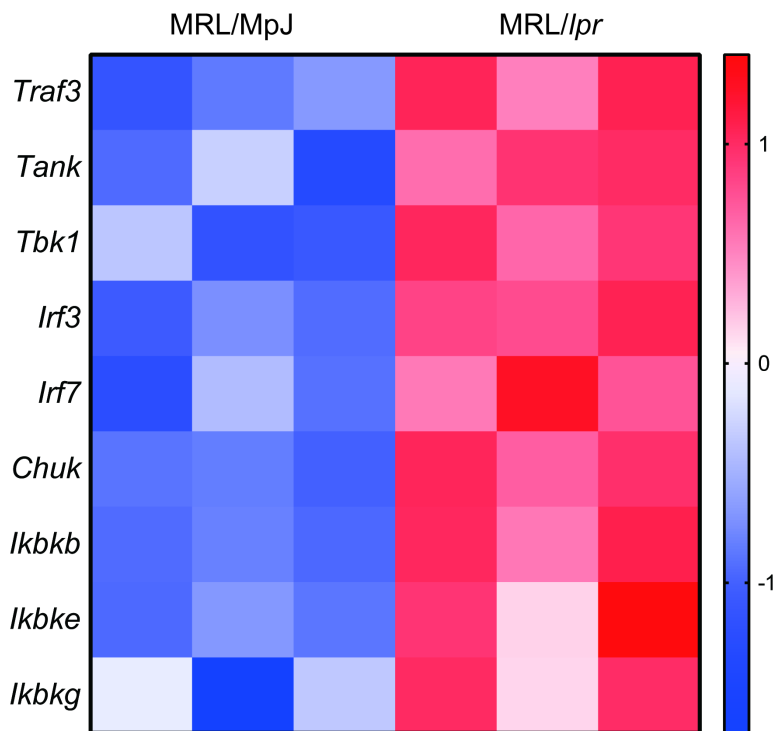 MRL/MpJ MRL/lpr
Traf3
Tank
Tbk1
Irf3
Irf7
Chuk
Ikbkb
Ikbke
Ikbkg
1
0
-1